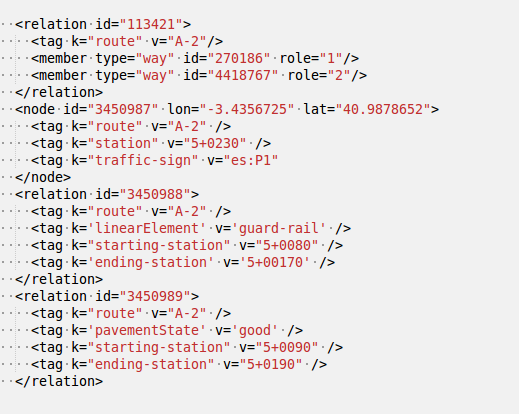 <relation id="113421">
<tag k="route" v="A-2"/>
<member type="way" id="270186" role="1"/>
<member type="way" id="4418767" role="2"/>
</relation>
<node id="3450987" lon="-3.4356725" lat="40.9878652">
<tag k="route" v="A-2" />
<tag k="station" v="5+0230" />
<tag k="traffic-sign" v="es:P1"
</node>
<relation id="3450988">
<tag k="route" v="A-2" />
<tag k='linearElement' v='guard-rail' />
<tag k="starting-station" v="5+0080" />
<tag k='ending-station' v='5+00170' />
</relation>
<relation id="3450989">
<tag k="route" v="A-2" />
<tag k='pavementState' v='good' />
<tag k="starting-station" v="5+0090" />
<tag k="ending-station" v="5+0190" />
</relation>